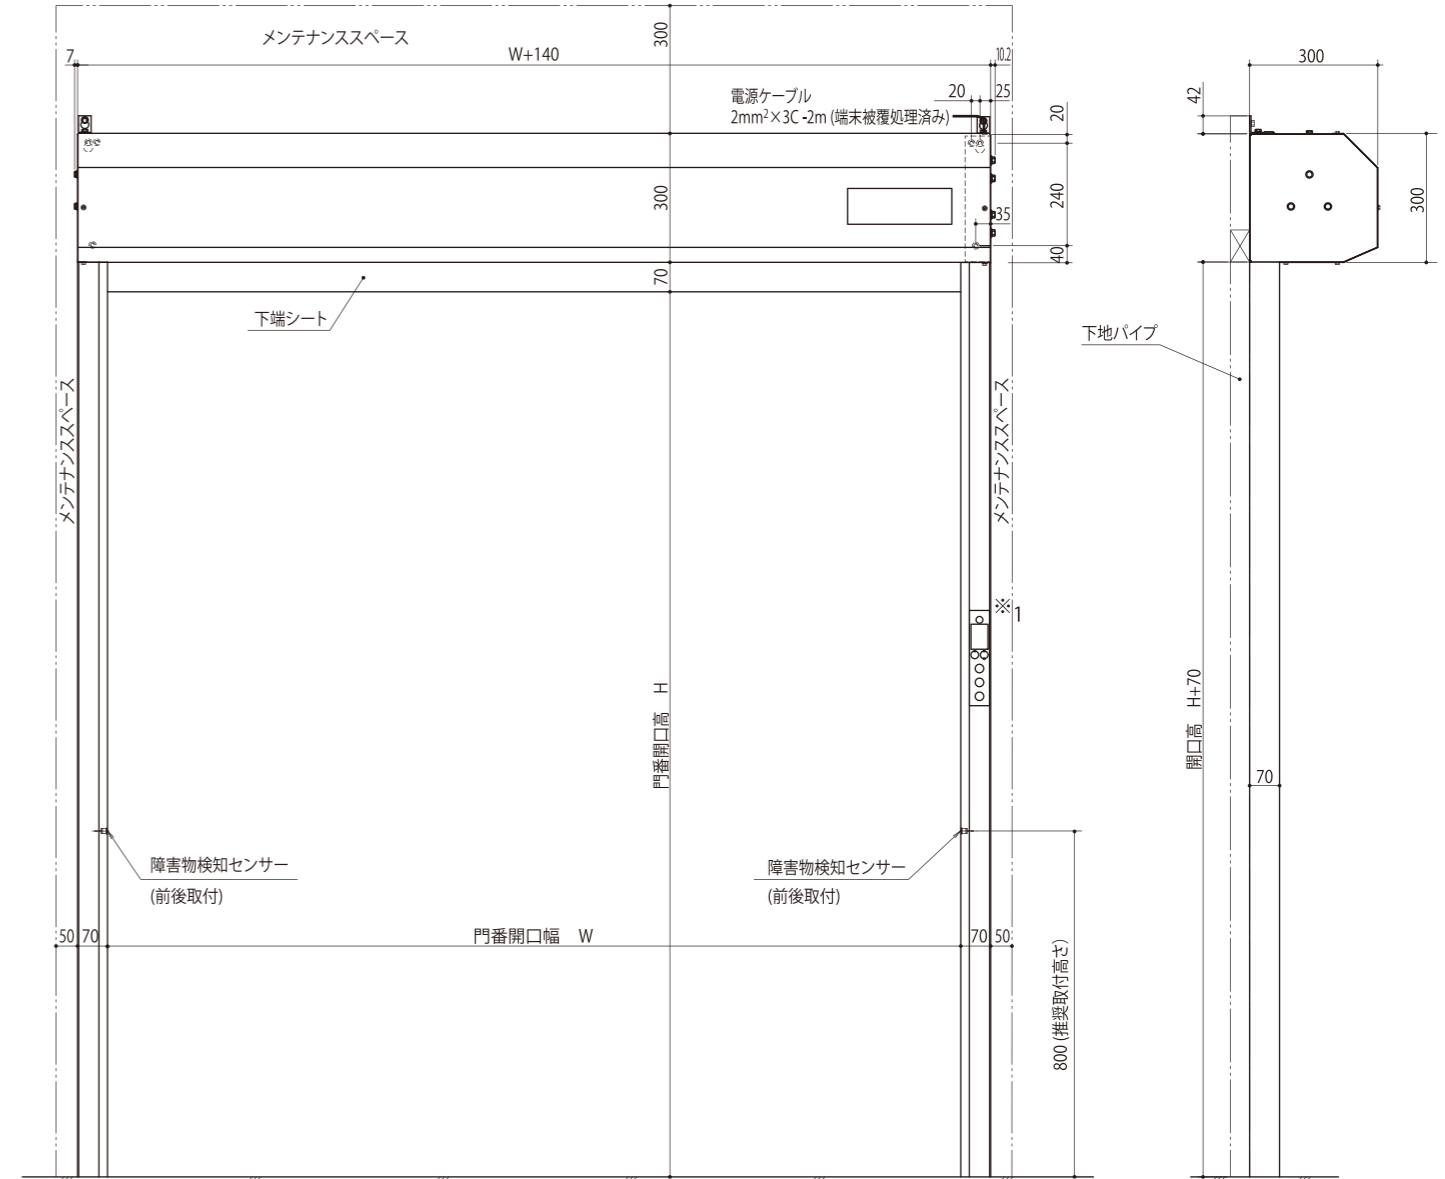 メンテナンススペース
300
7
W+140
10.2
電源ケーブル
2mm²×3C -2m (端末被覆処理済み)
20
25
20
300
240
35
40
70
下端シート
メンテナンススペース
メンテナンススペース
※1
門番開口高 H
障害物検知センサー
(前後取付)
障害物検知センサー
(前後取付)
50
70
門番開口幅 W
70
50
800 (推奨取付高さ)
300
42
300
下地パイプ
開口高 H+70
70